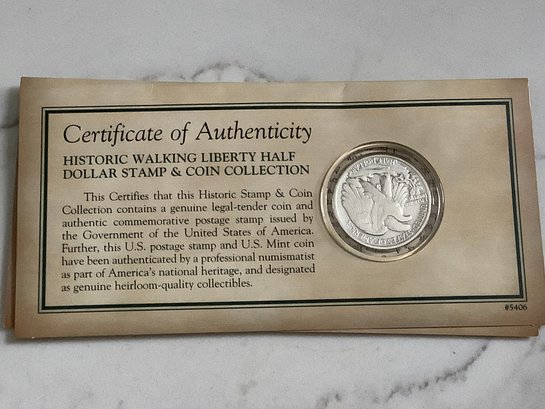 Certificate of Authenticity
HISTORIC WALKING LIBERTY HALF
DOLLAR STAMP & COIN COLLECTION
This Certifies that this Historic Stamp & Coin
Collection contains a genuine legal-tender coin and
authentic commemorative postage stamp issued by
the Government of the United States of America.
Further, this U.S. postage stamp and U.S. Mint coin
have been authenticated by a professional numismatist
as part of America's national heritage, and designated
as genuine heirloom-quality collectibles.
#5406